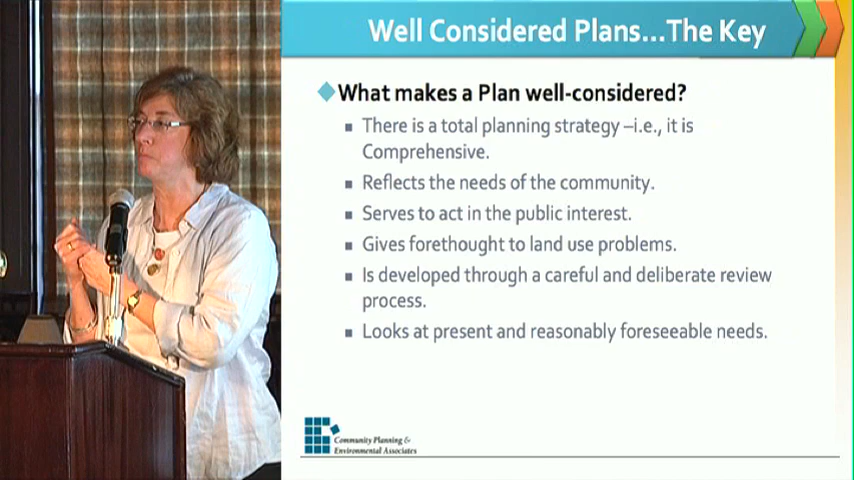 Well Considered Plans...The Key
What makes a Plan well-considered?
There is a total planning strategy –i.e., it is
Comprehensive.
Reflects the needs of the community.
Serves to act in the public interest.
Gives forethought to land use problems.
Is developed through a careful and deliberate review
process.
Looks at present and reasonably foreseeable needs.
Community Planning &
Environmental Associates